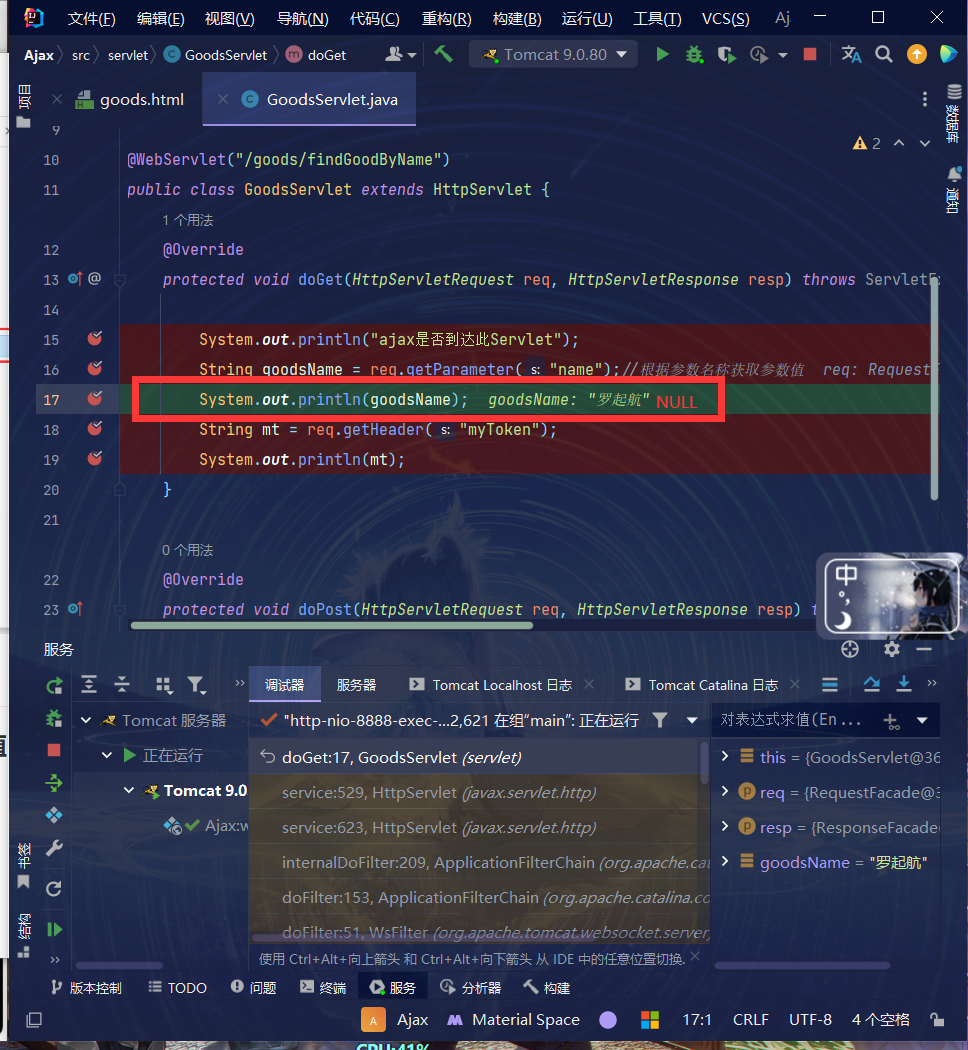 文件(F) 编辑(E) 视图(V) 导航(N) 代码(C) 重构(R) 构建(B) 运行(U) 工具(T) VCS(S) Aj
Ajax src servlet GoodsServlet doGet Tomcat 9.0.80
项目
goods.html GoodsServlet.java
数据库
通知
9
2
10 @WebServlet("/goods/findGoodByName")
11 public class GoodsServlet extends HttpServlet {
1 个用法
12 @Override
13 protected void doGet(HttpServletRequest req, HttpServletResponse resp) throws ServletE
14
15 System.out.println("ajax是否到达此Servlet");
16 String goodsName = req.getParameter( s: "name");//根据参数名称获取参数值 req: Request
17 System.out.println(goodsName); goodsName: "罗起航" NULL
18 String mt = req.getHeader( s: "myToken");
19 System.out.println(mt);
20 }
21
0 个用法
22 @Override
23 protected void doPost(HttpServletRequest req, HttpServletResponse resp) t
中
服务
调试器 服务器 Tomcat Localhost 日志 Tomcat Catalina 日志
Tomcat 服务器
正在运行
Tomcat 9.0
Ajax:w
"http-nio-8888-exec-...2,621 在组"main": 正在运行
doGet:17, GoodsServlet (servlet)
service:529, HttpServlet (javax.servlet.http)
service:623, HttpServlet (javax.servlet.http)
internalDoFilter:209, ApplicationFilterChain (org.apache.cat
doFilter:153, ApplicationFilterChain (org.apache.catalina.co
doFilter:51, WsFilter (org.apache.tomcat.websocket.server)
使用 Ctrl+Alt+向上箭头 和 Ctrl+Alt+向下箭头 从 IDE 中的任意位置切换.
对表达式求值(En...
this = {GoodsServlet@36
req = {RequestFacade@3
resp = {ResponseFacade
goodsName = "罗起航"
书签
结构
版本控制 TODO 问题 终端 服务 分析器 构建
A Ajax Material Space 17:1 CRLF UTF-8 4 个空格
CPU:41%